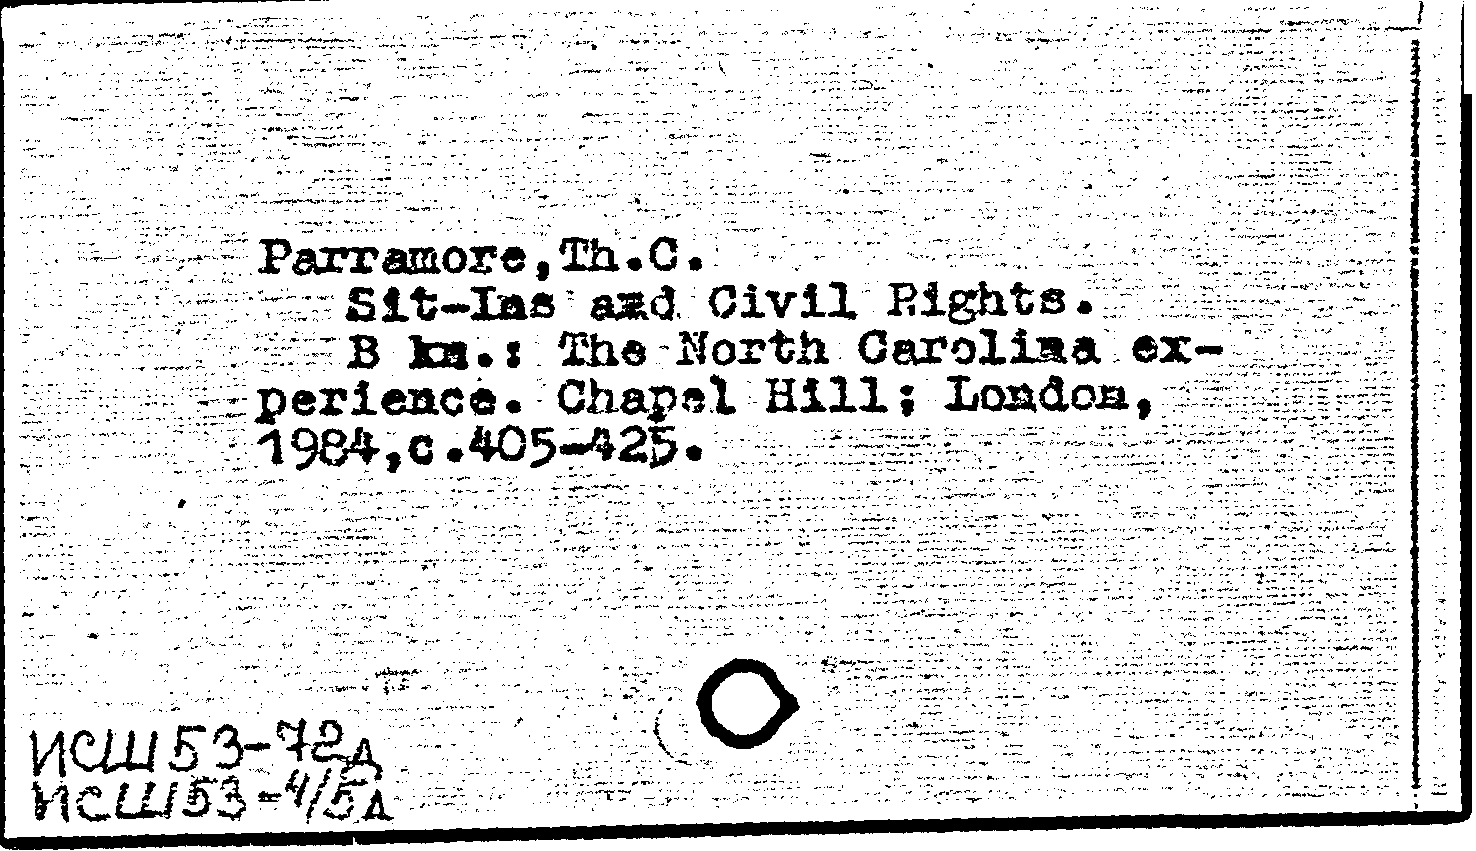 Parramore,Th.C.
Sit-Ins and Civil Rights.
В кн.: The North Carolina ex-
perience. Chapel Hill; London,
1984,с.405-425.
ИСШ53-72д
ИСШ53-4/5д